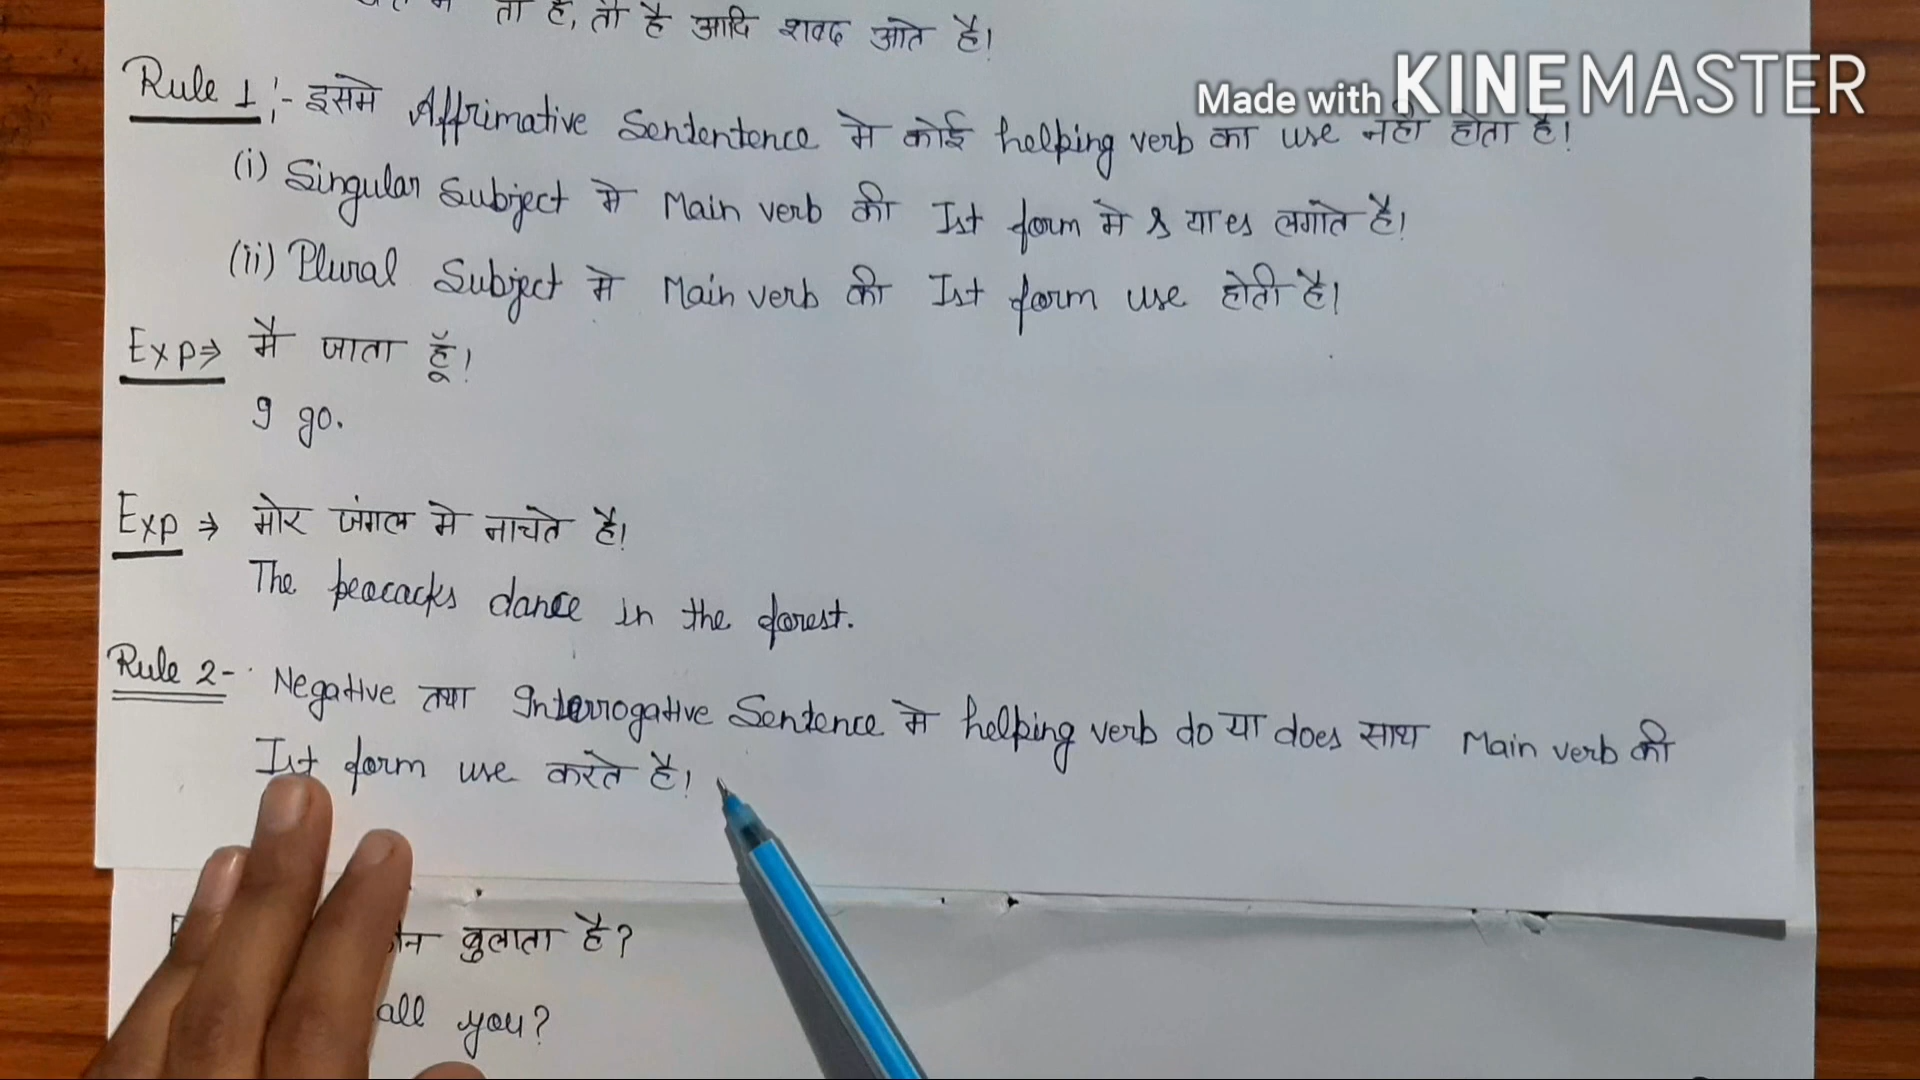 ता है, तो है आदि शवद आते है।
Made with KINEMASTER
Rule 1:- इसमे Affrimative Sendentence मे कोई helping verb का use नही होता है।
(i) Singular Subject मे Main verb की Ist form मे s या es लगाते है।
(ii) Plural Subject मे Main verb की Ist form use होती है।
Exp⇒ मै जाता हूँ।
I go.
Exp ⇒ मोर जंगल मे नाचते है।
The peacacks dance in the forest.
Rule 2- Negative तथा Interrogative Sentence मे helping verb do या does साथ Main verb की
Ist form use करते है।
बुलाता है?
all you?